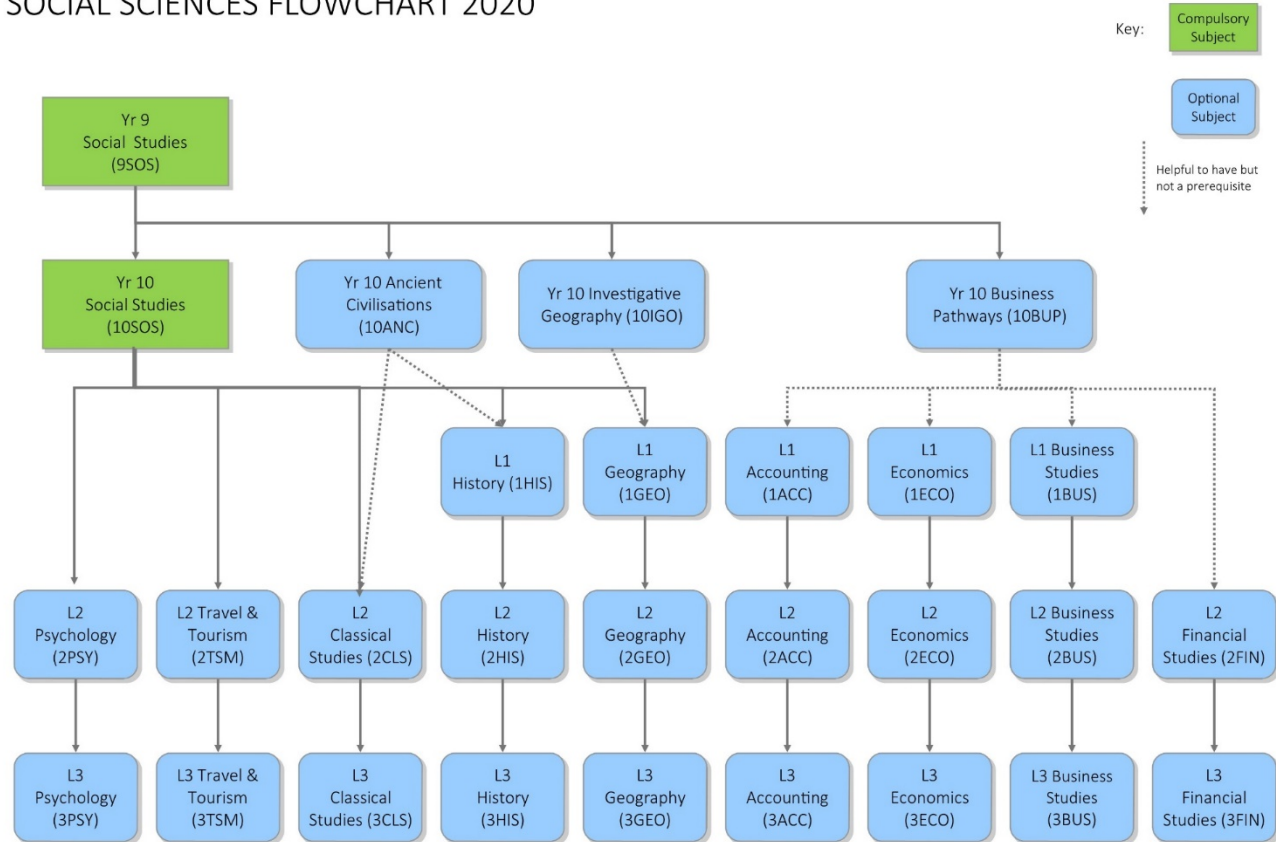 SOCIAL SCIENCES FLOWCHART 2020
Key:
Compulsory
Subject
Optional
Subject
Helpful to have but
not a prerequisite
Yr 9
Social Studies
(9SOS)
Yr 10
Social Studies
(10SOS)
Yr 10 Ancient
Civilisations
(10ANC)
Yr 10 Investigative
Geography (10IGO)
Yr 10 Business
Pathways (10BUP)
L1
History (1HIS)
L1
Geography
(1GEO)
L1
Accounting
(1ACC)
L1
Economics
(1ECO)
L1 Business
Studies
(1BUS)
L2
Psychology
(2PSY)
L2 Travel &
Tourism
(2TSM)
L2
Classical
Studies (2CLS)
L2
History
(2HIS)
L2
Geography
(2GEO)
L2
Accounting
(2ACC)
L2
Economics
(2ECO)
L2 Business
Studies
(2BUS)
L2
Financial
Studies (2FIN)
L3
Psychology
(3PSY)
L3 Travel &
Tourism
(3TSM)
L3
Classical
Studies (3CLS)
L3
History
(3HIS)
L3
Geography
(3GEO)
L3
Accounting
(3ACC)
L3
Economics
(3ECO)
L3 Business
Studies
(3BUS)
L3
Financial
Studies (3FIN)